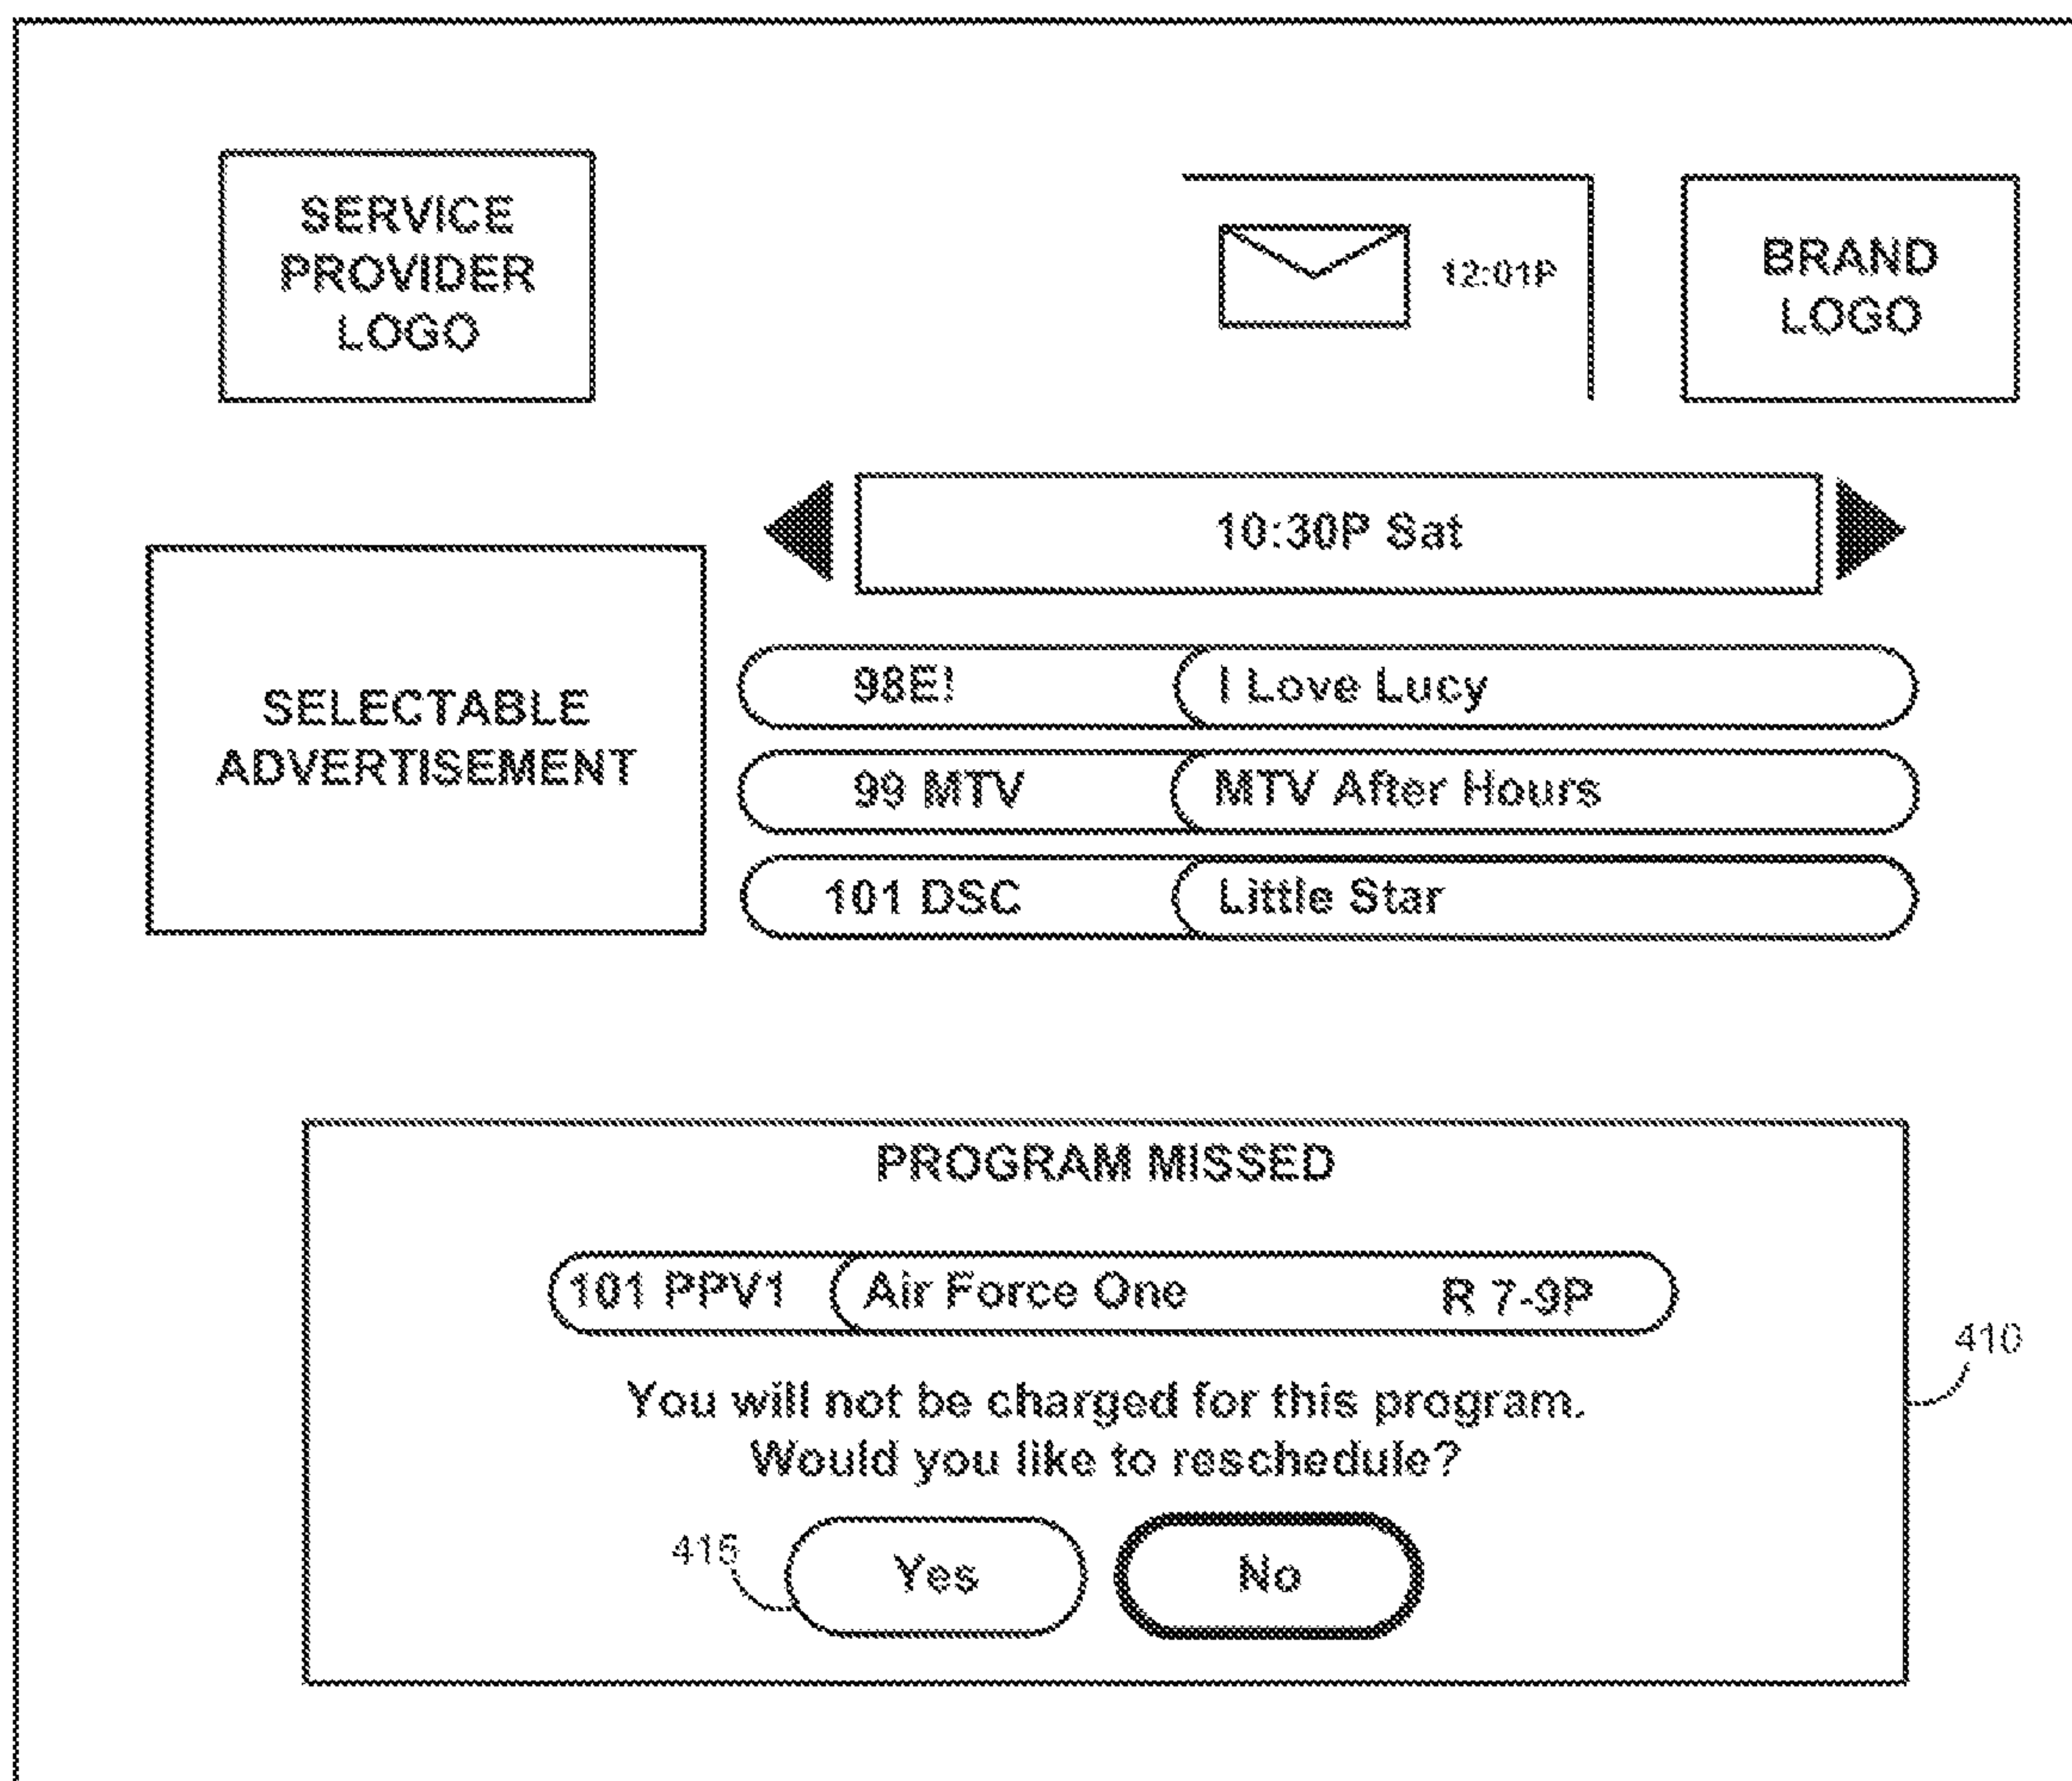 SERVICE
PROVIDER
LOGO
12:01P
BRAND
LOGO
10:30P Sat
SELECTABLE
ADVERTISEMENT
98E! I Love Lucy
99 MTV MTV After Hours
101 DSC Little Star
PROGRAM MISSED
101 PPV1 Air Force One R 7-9P
410
You will not be charged for this program.
Would you like to reschedule?
415
Yes No